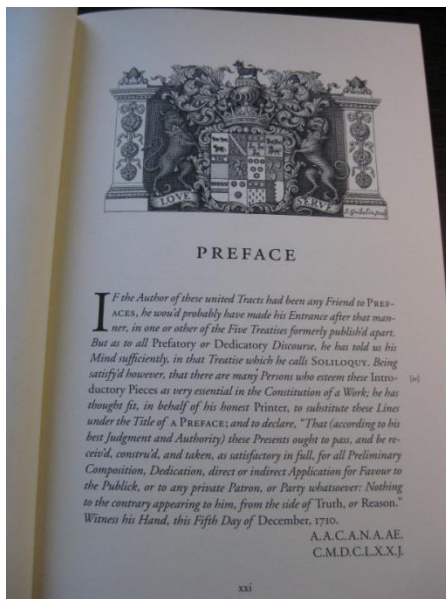 LOVE SERVE
S. Gribelin sculp
PREFACE
IF the Author of these united Tracts had been any Friend to PREF-
ACES, he wou'd probably have made his Entrance after that man-
ner, in one or other of the Five Treatises formerly publish'd apart.
But as to all Prefatory or Dedicatory Discourse, he has told us his
Mind sufficiently, in that Treatise which he calls SOLILOQUY. Being
satisfy'd however, that there are many Persons who esteem these Intro-
ductory Pieces as very essential in the Constitution of a Work; he has
thought fit, in behalf of his honest Printer, to substitute these Lines
under the Title of A PREFACE; and to declare, "That (according to his
best Judgment and Authority) these Presents ought to pass, and be re-
ceiv'd, constru'd, and taken, as satisfactory in full, for all Preliminary
Composition, Dedication, direct or indirect Application for Favour to
the Publick, or to any private Patron, or Party whatsoever: Nothing
to the contrary appearing to him, from the side of Truth, or Reason."
Witness his Hand, this Fifth Day of December, 1710.
A.A.C.A.N.A.AE.
C.M.D.C.L.X.X.J.
xxi